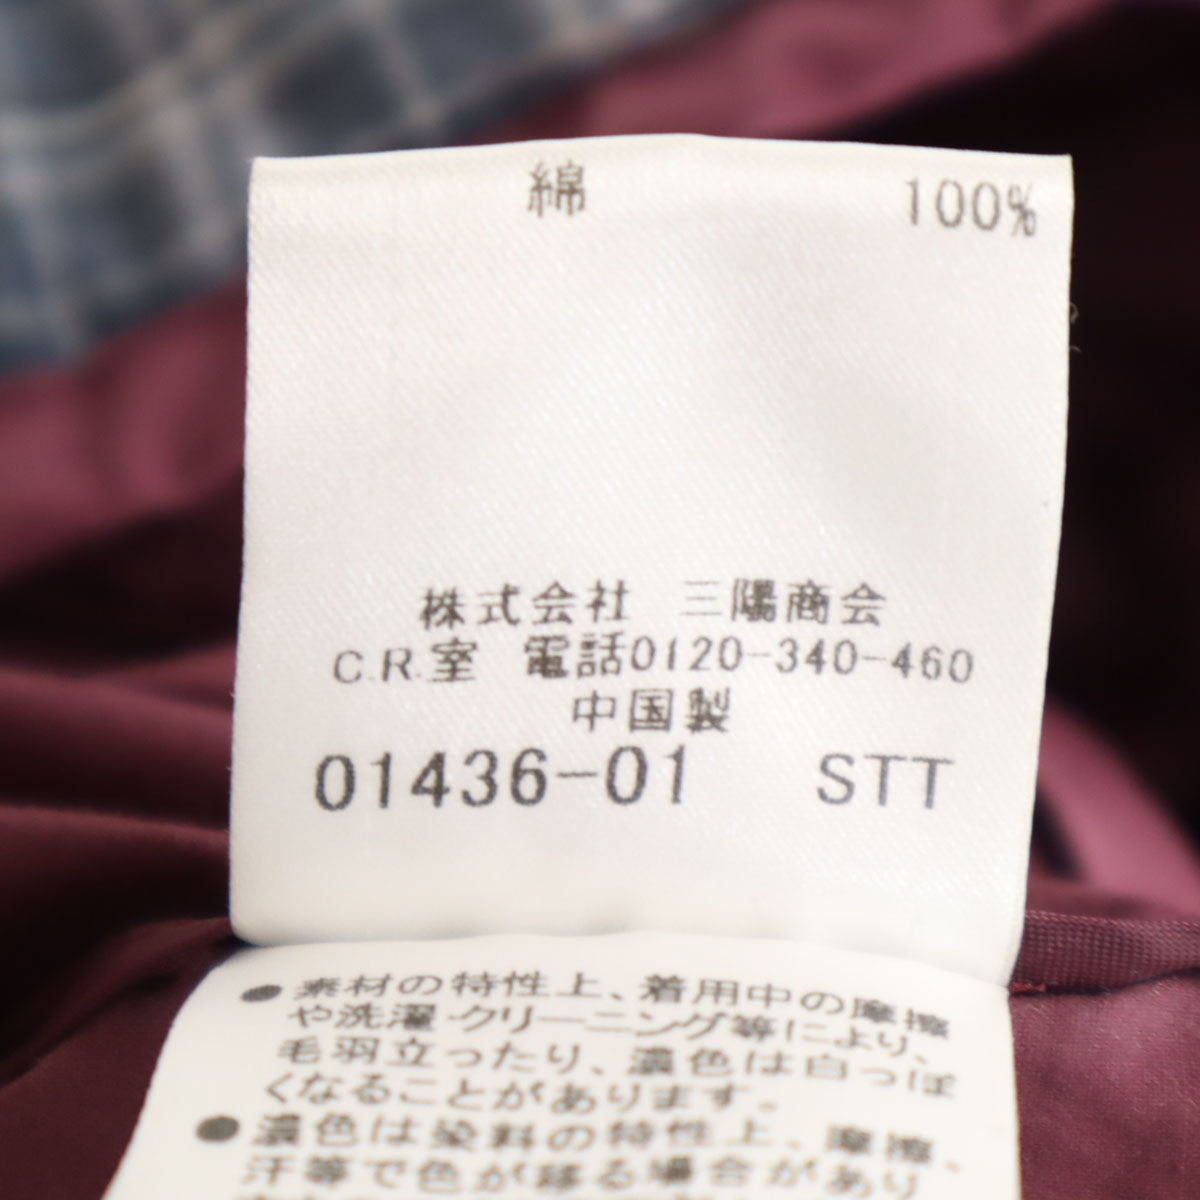 綿 100%
株式会社 三陽商会
C.R.室 電話0120-340-460
中国製
01436-01 STT
●素材の特性上、着用中の摩擦
や洗濯・クリーニング等により、
毛羽立ったり、濃色は白っぽ
くなることがあります。
●濃色は染料の特性上、摩擦、
汗等で色が移る場合があり